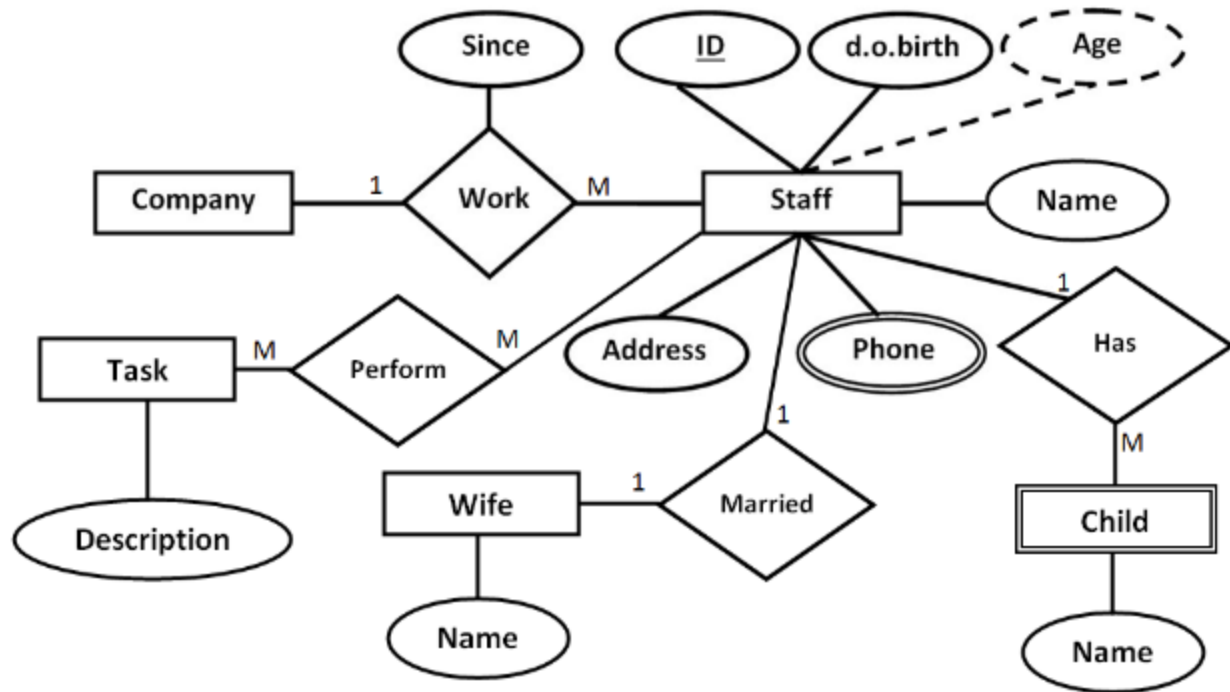 Since
ID
d.o.birth
Age
Company
1
Work
M
Staff
Name
1
Task
M
Perform
M
Address
Phone
Has
1
M
Wife
1
Married
Child
Description
Name
Name